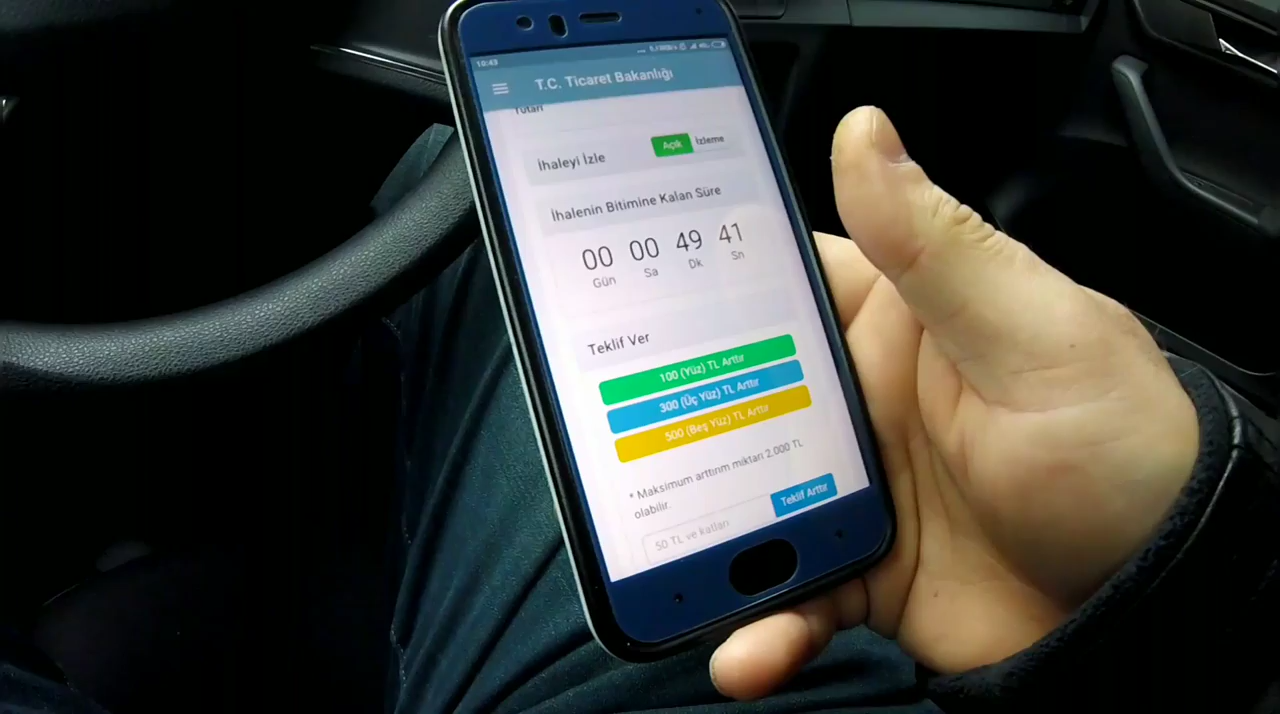 10:43
T.C. Ticaret Bakanlığı
Tutarı
İhaleyi İzle
Açık İzleme
İhalenin Bitimine Kalan Süre
00 00 49 41
Gün Sa Dk Sn
Teklif Ver
100 (Yüz) TL Arttır
300 (Üç Yüz) TL Arttır
500 (Beş Yüz) TL Arttır
* Maksimum arttırım miktarı 2.000 TL
olabilir.
50 TL ve katları Teklif Arttır